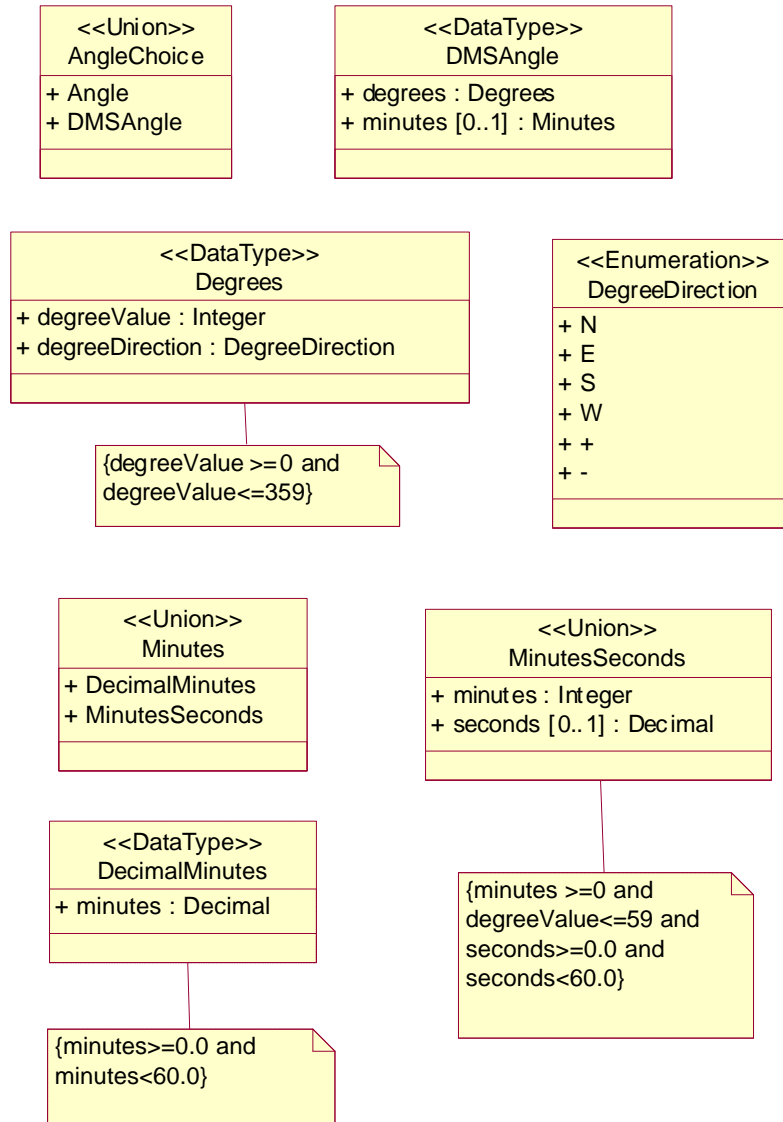 <<Union>>
AngleChoice
+ Angle
+ DMSAngle
<<DataType>>
DMSAngle
+ degrees : Degrees
+ minutes [0..1] : Minutes
<<DataType>>
Degrees
+ degreeValue : Integer
+ degreeDirection : DegreeDirection
{degreeValue >=0 and
degreeValue<=359}
<<Enumeration>>
DegreeDirection
+ N
+ E
+ S
+ W
+ +
+ -
<<Union>>
Minutes
+ DecimalMinutes
+ MinutesSeconds
<<Union>>
MinutesSeconds
+ minutes : Integer
+ seconds [0..1] : Decimal
<<DataType>>
DecimalMinutes
+ minutes : Decimal
{minutes >=0 and
degreeValue<=59 and
seconds>=0.0 and
seconds<60.0}
{minutes>=0.0 and
minutes<60.0}